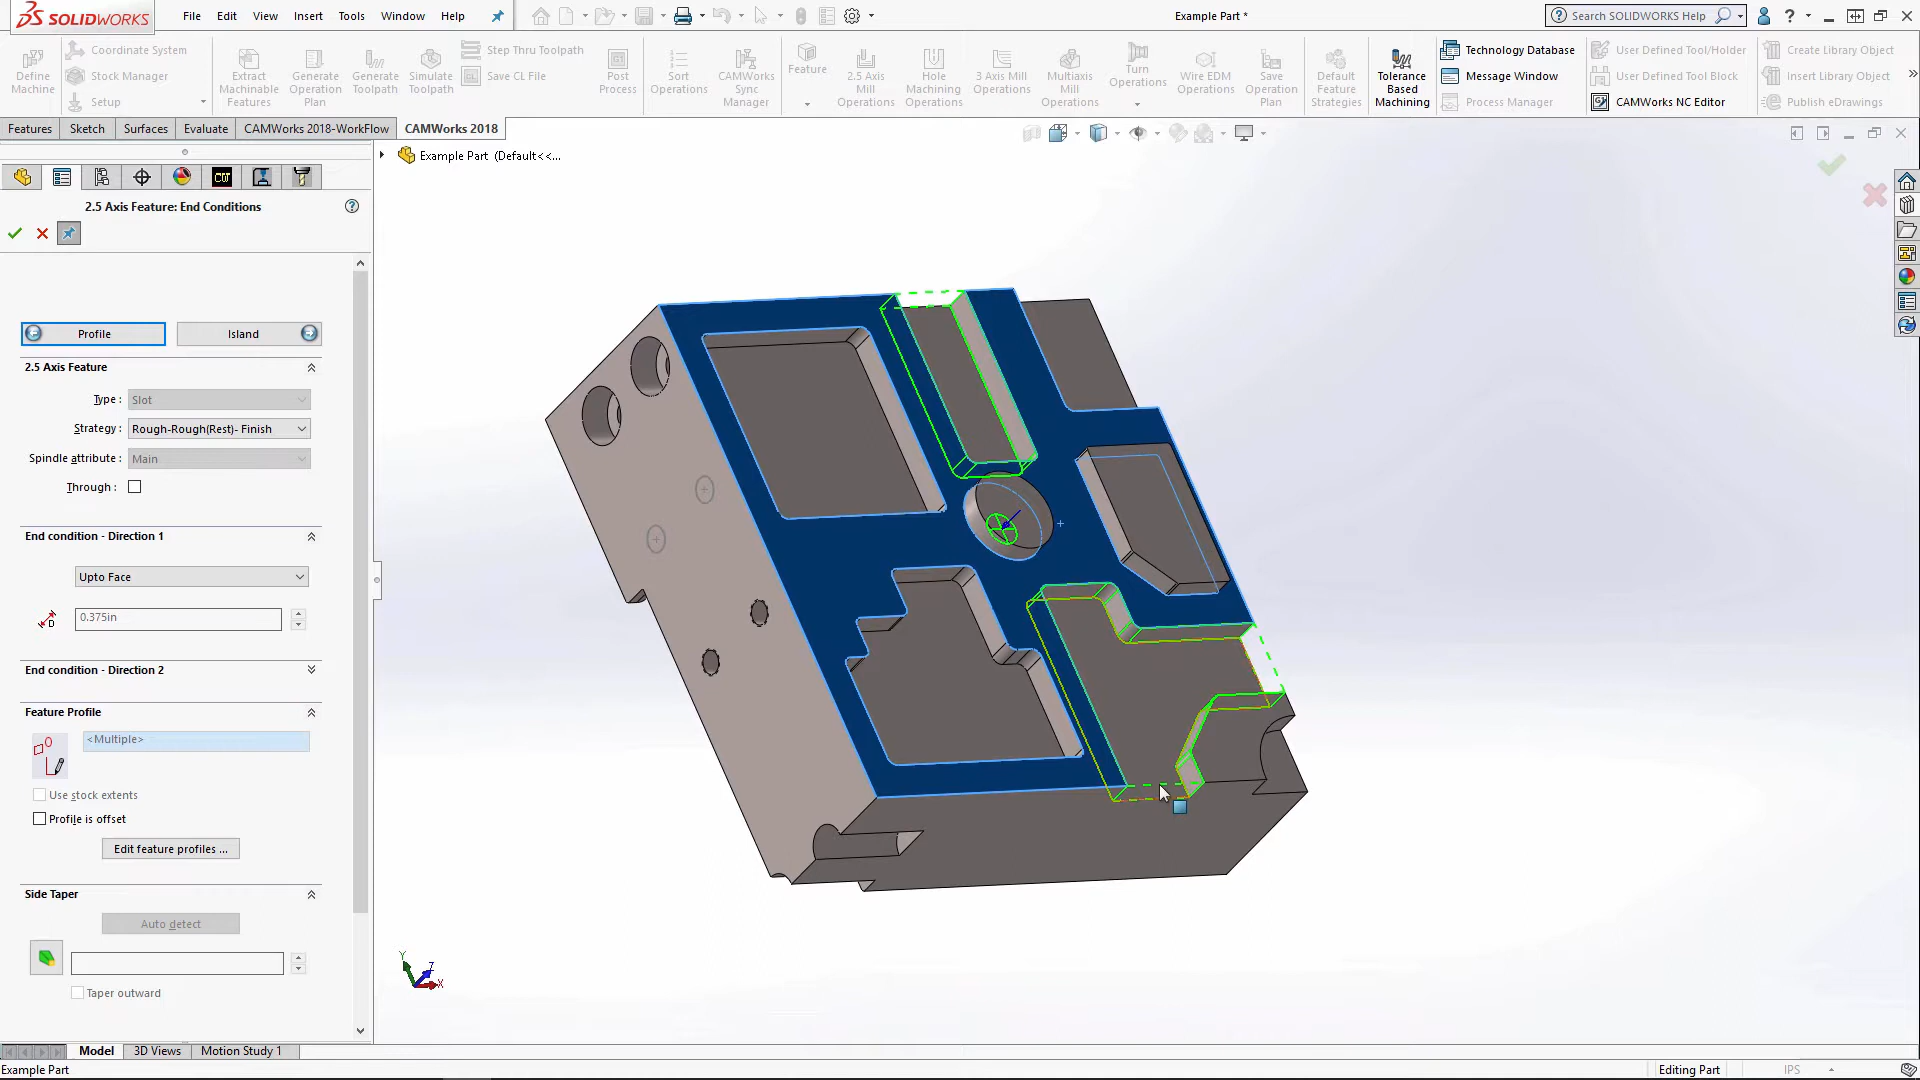 SOLIDWORKS
File Edit View Insert Tools Window Help
Example Part *
Search SOLIDWORKS Help
Define Machine
Coordinate System
Stock Manager
Setup
Extract Machinable Features
Generate Operation Plan
Generate Toolpath
Simulate Toolpath
Step Thru Toolpath
Save CL File
Post Process
Sort Operations
CAMWorks Sync Manager
Feature
2.5 Axis Mill Operations
Hole Machining Operations
3 Axis Mill Operations
Multiaxis Mill Operations
Turn Operations
Wire EDM Operations
Save Operation Plan
Default Feature Strategies
Tolerance Based Machining
Technology Database
Message Window
Process Manager
User Defined Tool/Holder
User Defined Tool Block
CAMWorks NC Editor
Create Library Object
Insert Library Object
Publish eDrawings
Features Sketch Surfaces Evaluate CAMWorks 2018-WorkFlow CAMWorks 2018
Example Part (Default<<...
2.5 Axis Feature: End Conditions
Profile Island
2.5 Axis Feature
Type : Slot
Strategy : Rough-Rough(Rest)- Finish
Spindle attribute : Main
Through :
End condition - Direction 1
Upto Face
D 0.375in
End condition - Direction 2
Feature Profile
<Multiple>
Use stock extents
Profile is offset
Edit feature profiles ...
Side Taper
Auto detect
Taper outward
Y Z X
Model 3D Views Motion Study 1
Example Part
Editing Part IPS